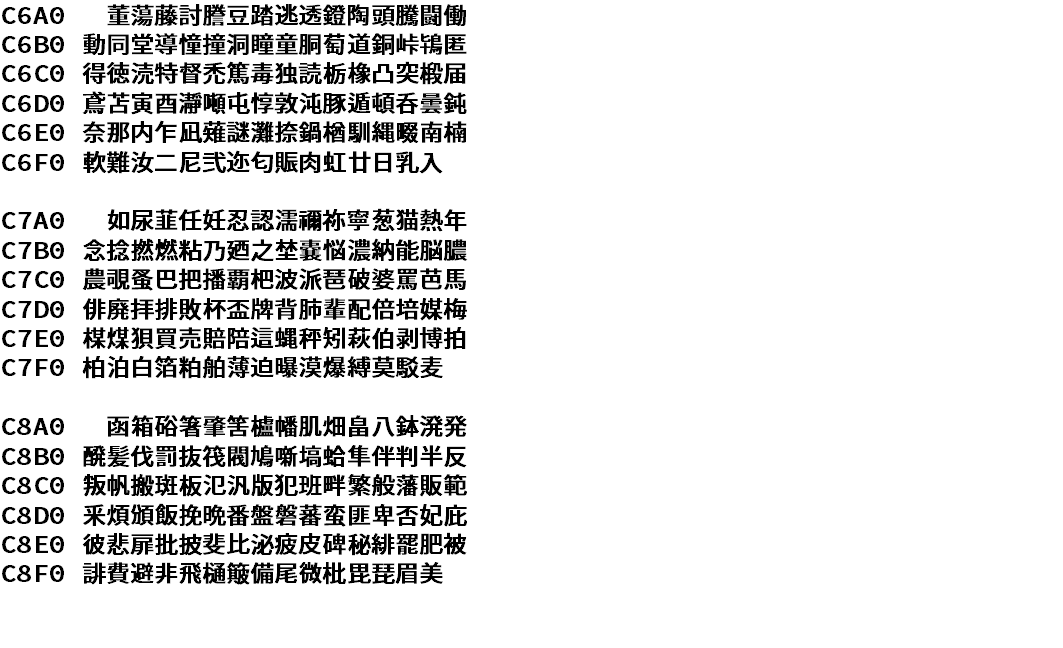 C6A0   董蕩藤討謄豆踏逃透鐙陶頭騰闘働
C6B0 動同堂導憧撞洞瞳童胴萄道銅峠鴇匿
C6C0 得徳涜特督禿篤毒独読栃橡凸突椴届
C6D0 鳶苫寅酉瀞噸屯惇敦沌豚遁頓呑曇鈍
C6E0 奈那内乍凪薙謎灘捺鍋楢馴縄畷南楠
C6F0 軟難汝二尼弐迩匂賑肉虹廿日乳入

C7A0   如尿韮任妊忍認濡禰祢寧葱猫熱年
C7B0 念捻撚燃粘乃廼之埜嚢悩濃納能脳膿
C7C0 農覗蚤巴把播覇杷波派琶破婆罵芭馬
C7D0 俳廃拝排敗杯盃牌背肺輩配倍培媒梅
C7E0 楳煤狽買売賠陪這蝿秤矧萩伯剥博拍
C7F0 柏泊白箔粕舶薄迫曝漠爆縛莫駁麦

C8A0   函箱硲箸肇筈櫨幡肌畑畠八鉢溌発
C8B0 醗髪伐罰抜筏閥鳩噺塙蛤隼伴判半反
C8C0 叛帆搬斑板氾汎版犯班畔繁般藩販範
C8D0 釆煩頒飯挽晩番盤磐蕃蛮匪卑否妃庇
C8E0 彼悲扉批披斐比泌疲皮碑秘緋罷肥被
C8F0 誹費避非飛樋簸備尾微枇毘琵眉美